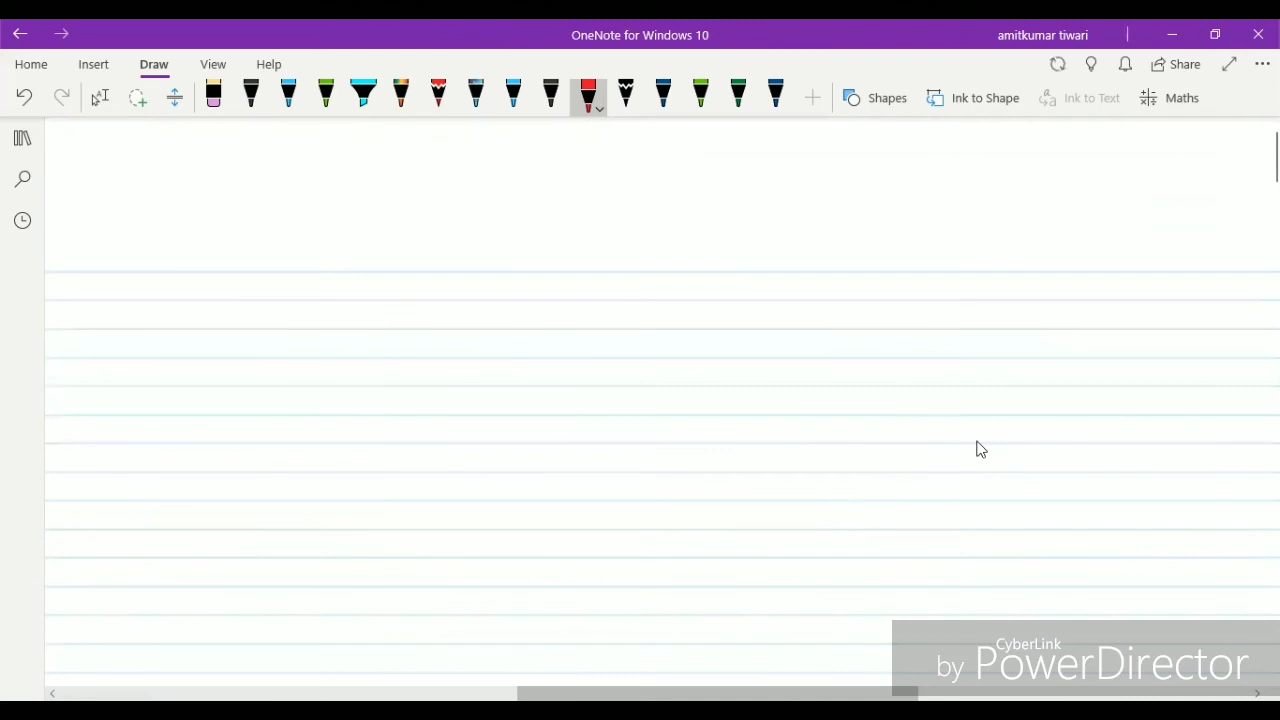 OneNote for Windows 10
amitkumar tiwari
Home Insert Draw View Help
Share
Shapes
Ink to Shape
Ink to Text
Maths
CyberLink
by PowerDirector